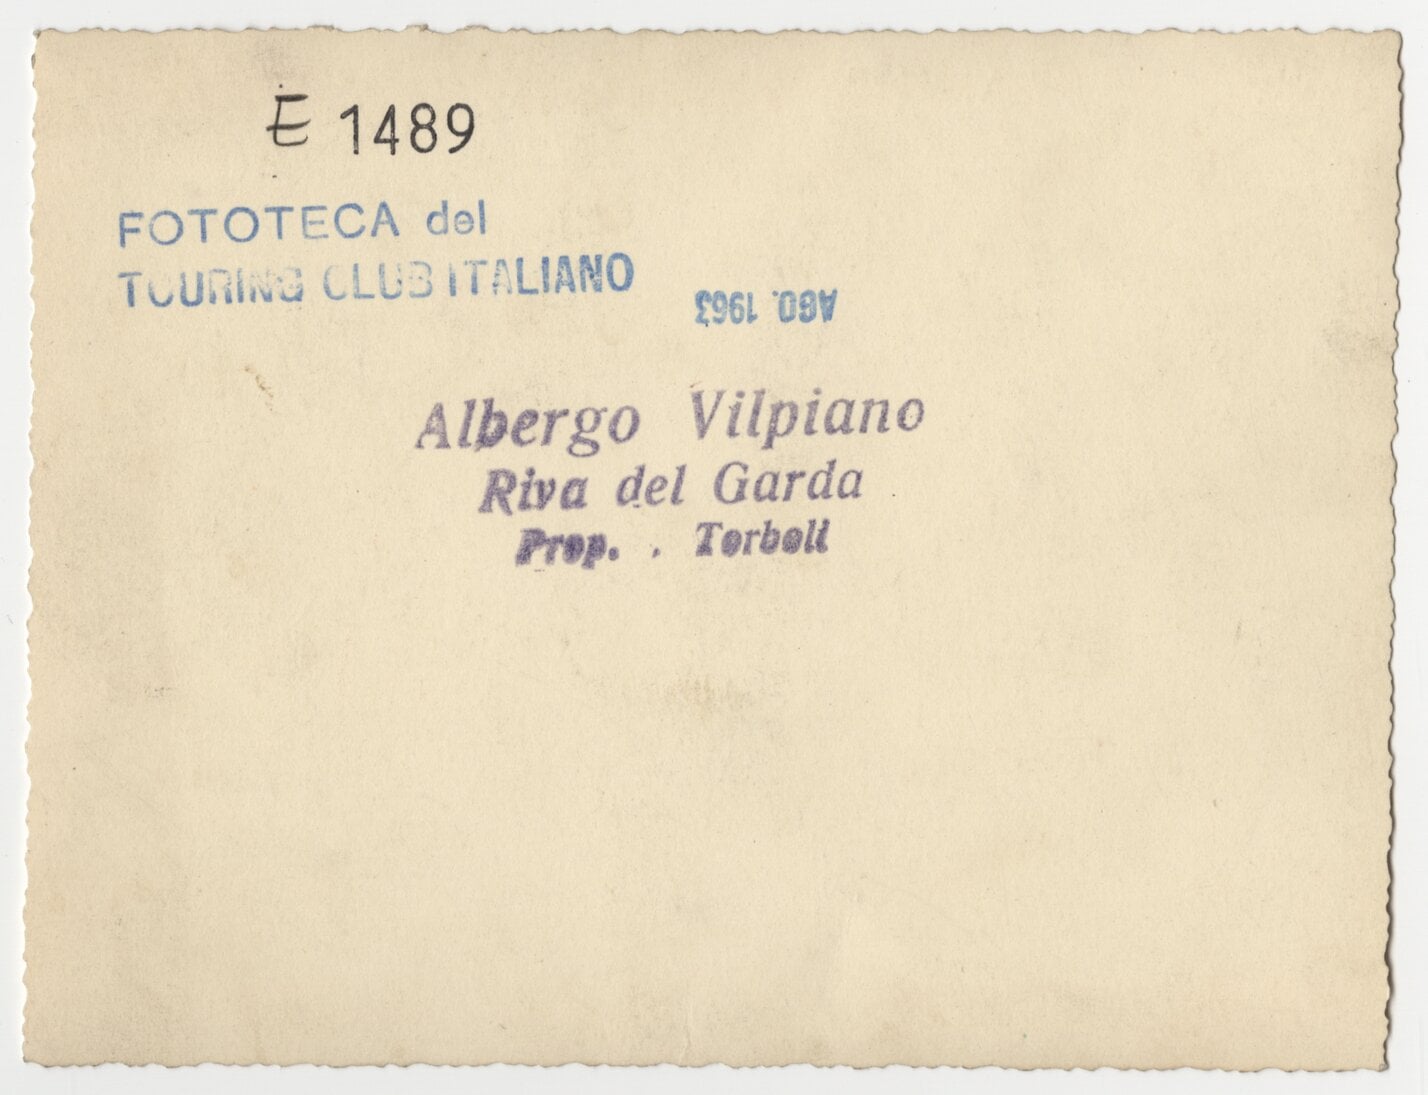 E 1489
FOTOTECA del
TOURING CLUB ITALIANO
AGO. 1963
Albergo Vilpiano
Riva del Garda
Prop. . Torboli